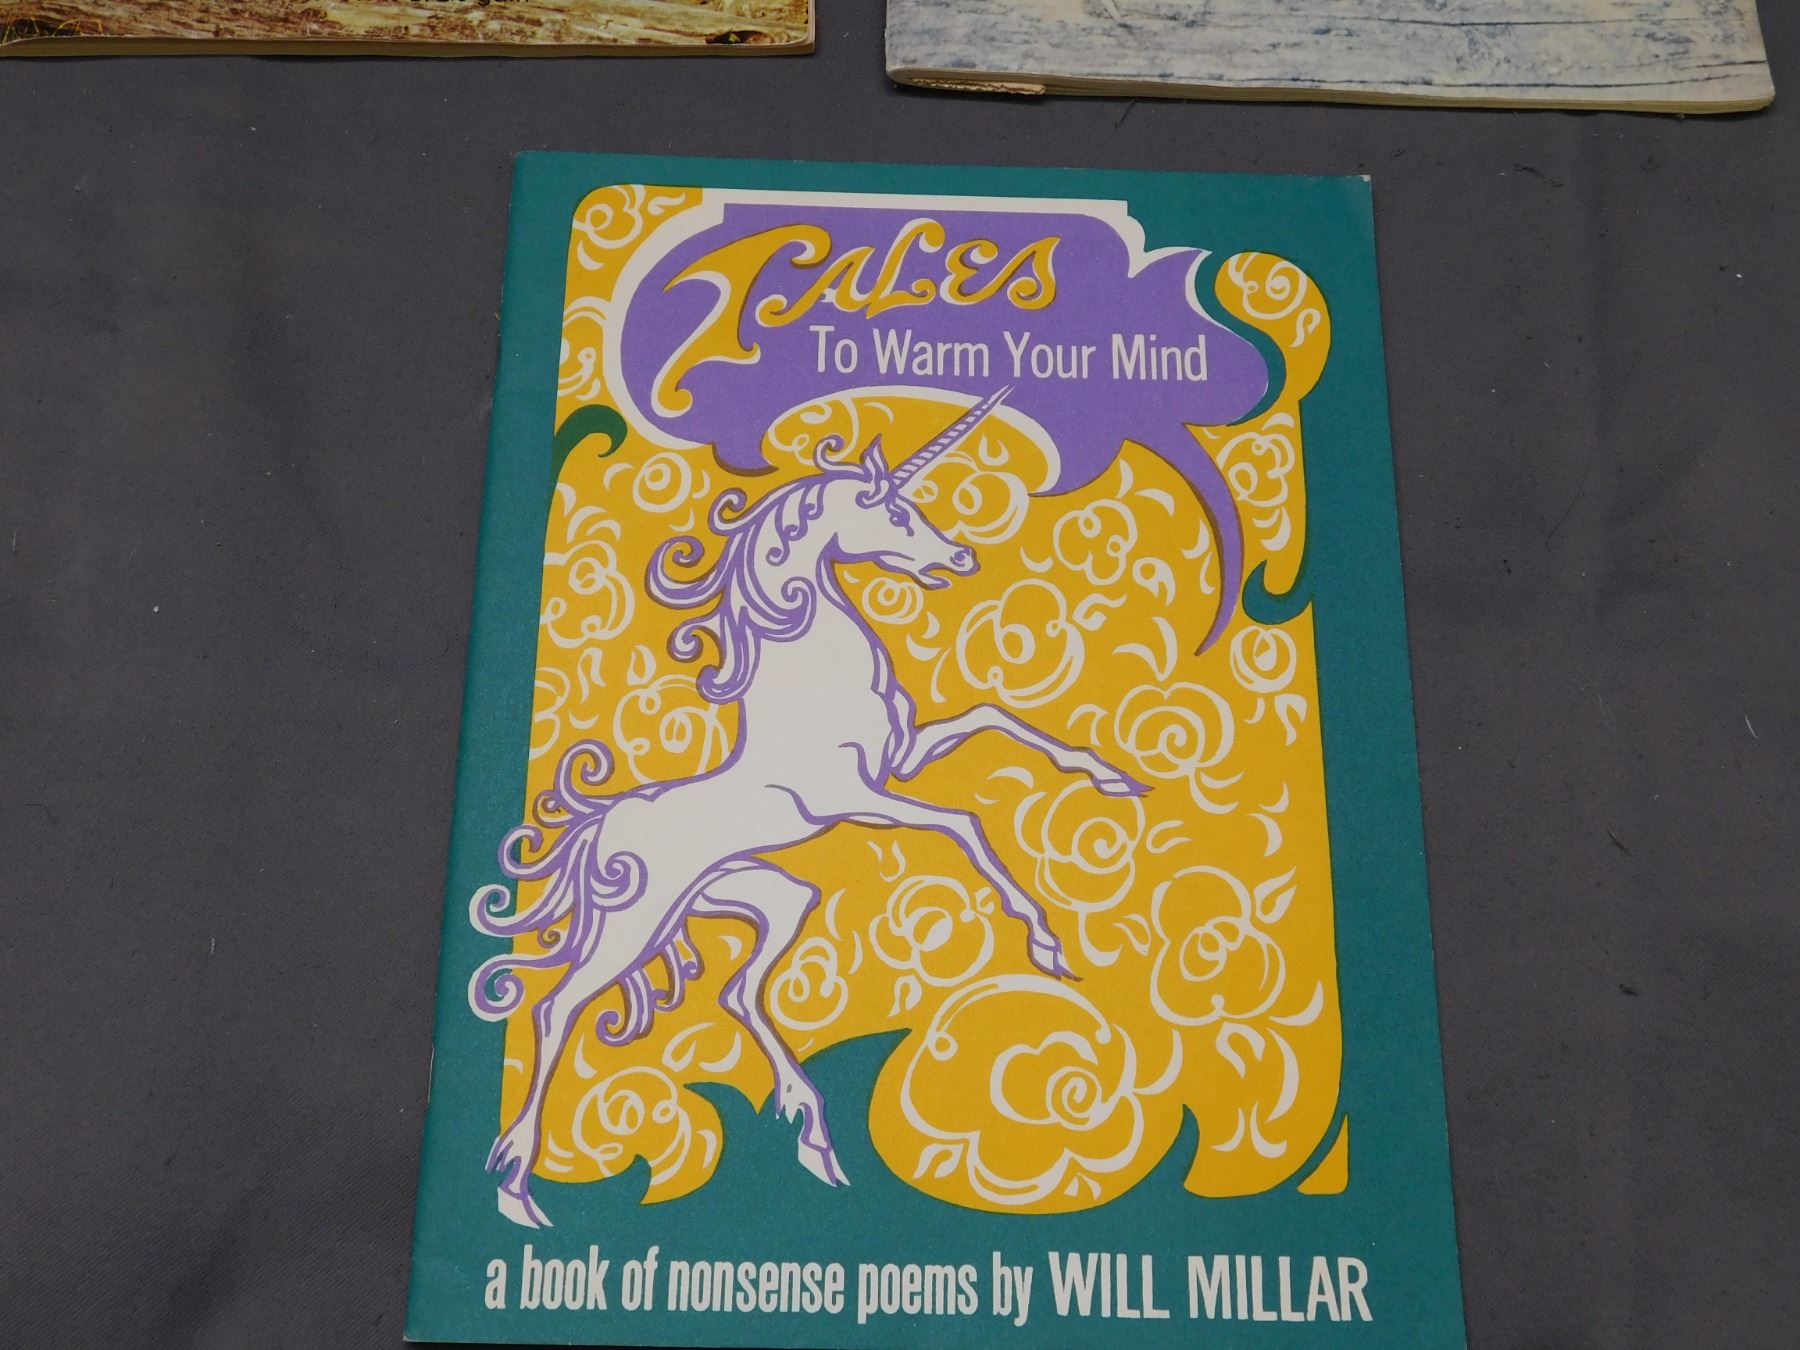 TALES
To Warm Your Mind
a book of nonsense poems by WILL MILLAR